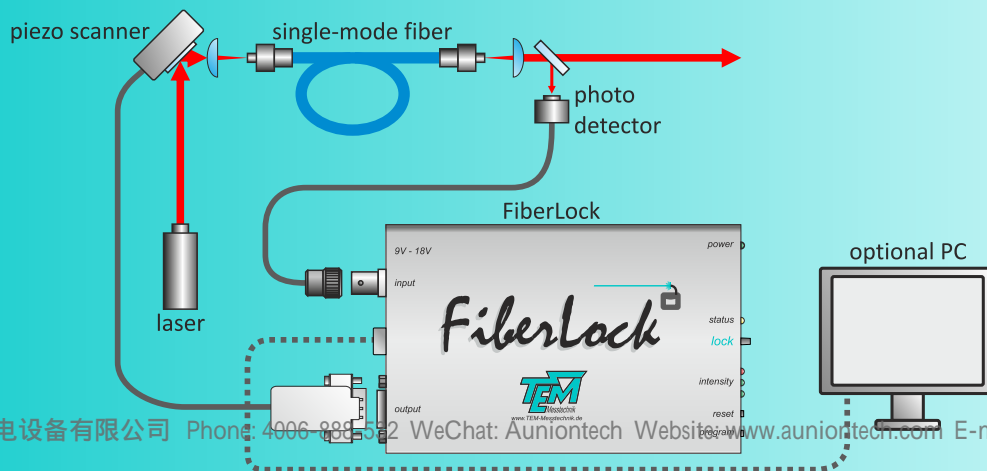 piezo scanner
single-mode fiber
photo
detector
FiberLock
9V - 18V
power
optional PC
input
laser
FiberLock
status
lock
TEM
Messtechnik
www.TEM-Messtechnik.de
intensity
output
reset
program
电设备有限公司 Phone: 4006-888-532 WeChat: Auniontech Website: www.auniontech.com E-m